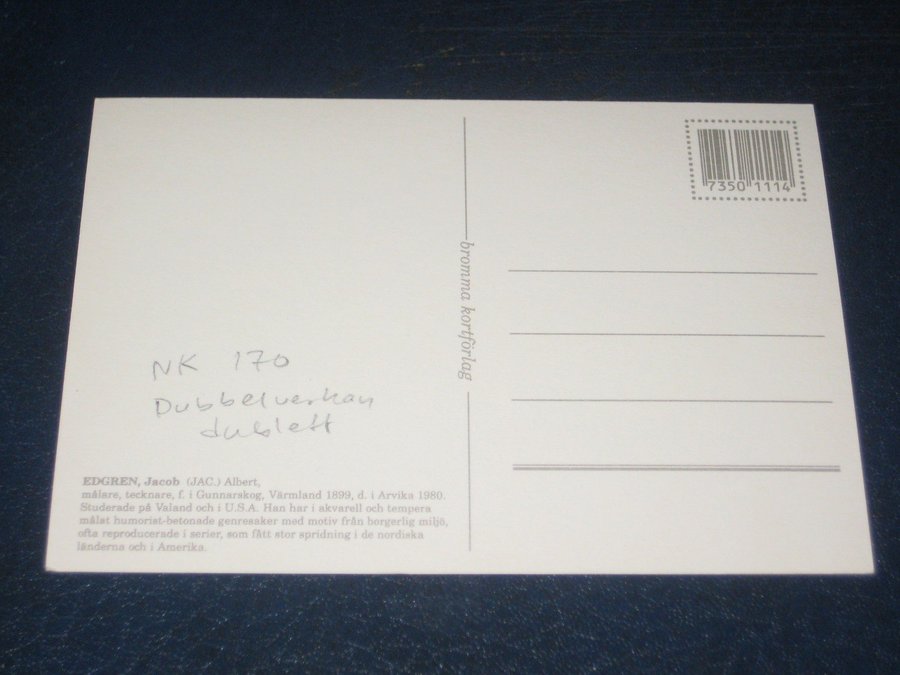 7350 1114
bromma kortförlag
NK 170
Dubbelverkan
dublett
EDGREN, Jacob (JAC.) Albert,
målare, tecknare, f. i Gunnarskog, Värmland 1899, d. i Arvika 1980.
Studerade på Valand och i U.S.A. Han har i akvarell och tempera
målat humorist-betonade genresaker med motiv från borgerlig miljö,
ofta reproducerade i serier, som fått stor spridning i de nordiska
länderna och i Amerika.